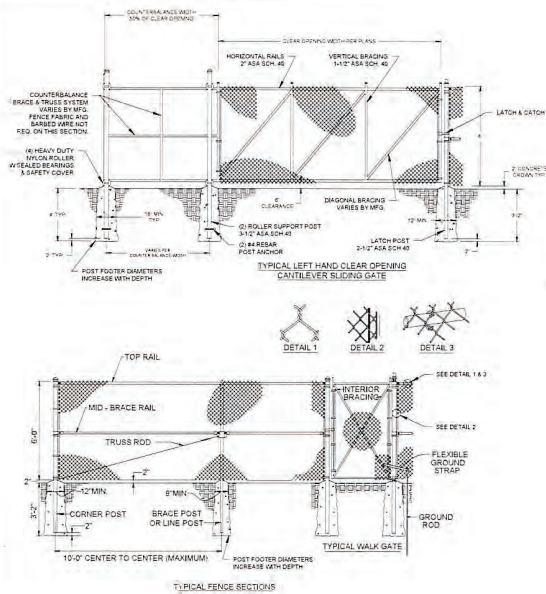 COUNTERBALANCE WIDTH
50% OF CLEAR OPENING
CLEAR OPENING WIDTH PER PLANS
HORIZONTAL RAILS
2" ASA SCH. 40
VERTICAL BRACING
1-1/2" ASA SCH. 40
COUNTERBALANCE
BRACE & TRUSS SYSTEM
VARIES BY MFG.
FENCE FABRIC AND
BARBED WIRE NOT
REQ. ON THIS SECTION.
LATCH & CATCH
(4) HEAVY DUTY
NYLON ROLLER
W/SEALED BEARINGS
& SAFETY COVER
2" CONCRETE
CROWN TYP.
6"
CLEARANCE
DIAGONAL BRACING
VARIES BY MFG.
4' TYP.
18" MIN.
TYP.
12" MIN.
3'-2"
(2) ROLLER SUPPORT POST
3-1/2" ASA SCH. 40
(2) #4 REBAR
POST ANCHOR
LATCH POST
2-1/2" ASA SCH. 40
2" TYP.
VARIES PER
COUNTERBALANCE WIDTH
2"
POST FOOTER DIAMETERS
INCREASE WITH DEPTH
TYPICAL LEFT HAND CLEAR OPENING
CANTILEVER SLIDING GATE
DETAIL 1
DETAIL 2
DETAIL 3
TOP RAIL
SEE DETAIL 1 & 3
INTERIOR
BRACING
MID - BRACE RAIL
SEE DETAIL 2
6'-0"
TRUSS ROD
FLEXIBLE
GROUND
STRAP
2"
2"
12" MIN.
8" MIN.
3'-2"
CORNER POST
BRACE POST
OR LINE POST
GROUND
ROD
2"
TYPICAL WALK GATE
10'-0" CENTER TO CENTER (MAXIMUM)
POST FOOTER DIAMETERS
INCREASE WITH DEPTH
TYPICAL FENCE SECTIONS